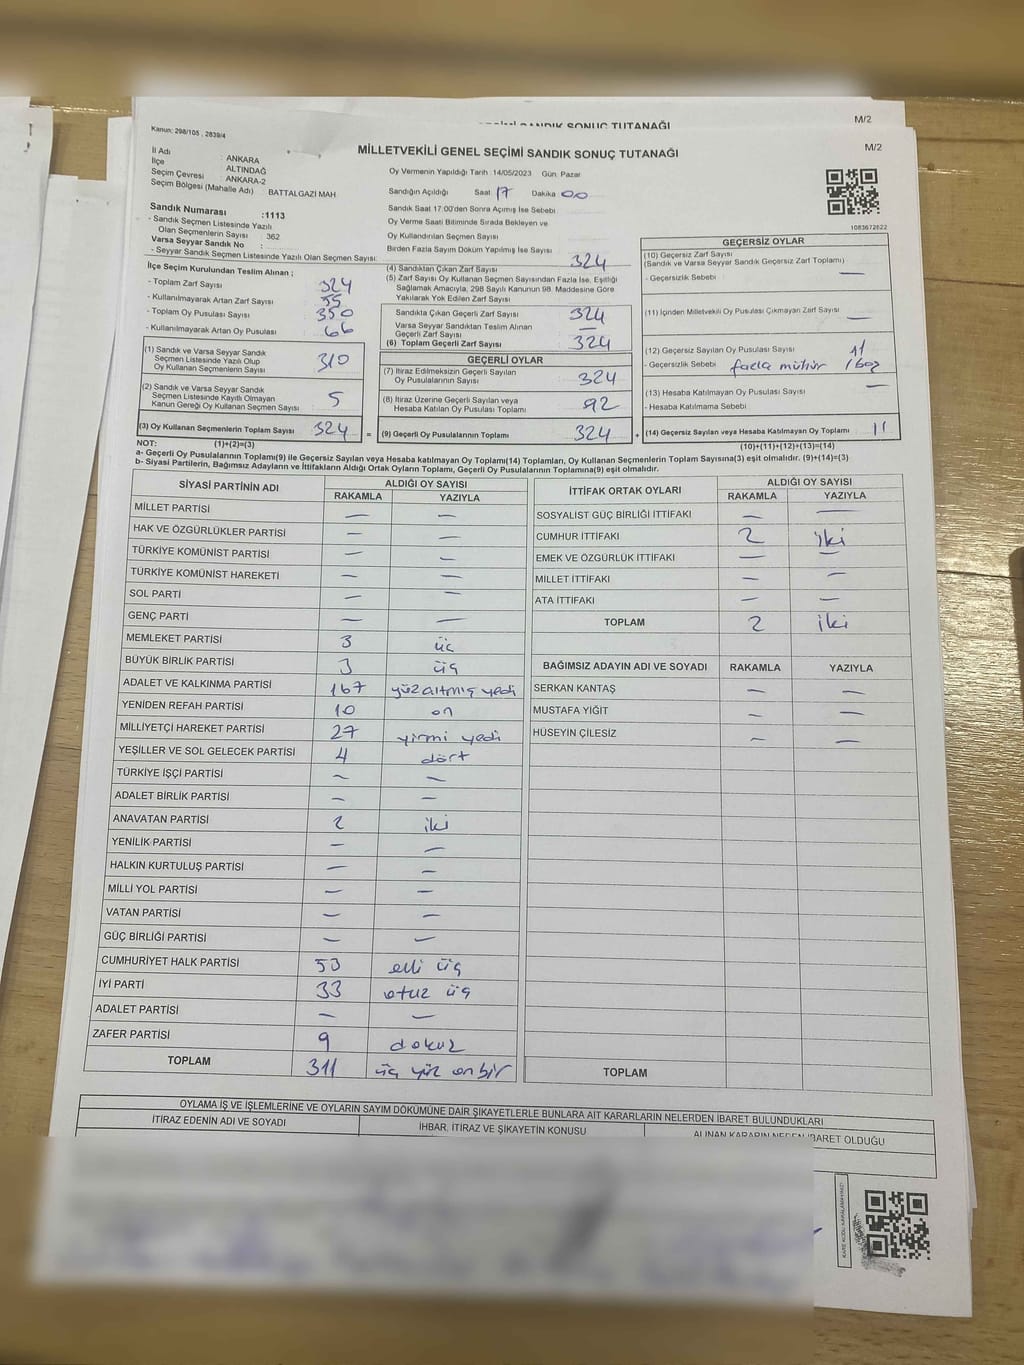 SANDIK SONUÇ TUTANAĞI
M/2
Kanun: 298/105 , 2839/4
MİLLETVEKİLİ GENEL SEÇİMİ SANDIK SONUÇ TUTANAĞI
M/2
İl Adı : ANKARA
İlçe : ALTINDAĞ
Seçim Çevresi : ANKARA-2
Seçim Bölgesi (Mahalle Adı) BATTALGAZİ MAH
Oy Vermenin Yapıldığı Tarih :14/05/2023 Gün: Pazar
Sandığın Açıldığı Saat 17 Dakika 00
Sandık Saat 17:00'den Sonra Açımış İse Sebebi
Oy Verme Saati Bitiminde Sırada Bekleyen ve
Oy Kullandırılan Seçmen Sayısı
Birden Fazla Sayım Döküm Yapılmış İse Sayısı
1083672622
Sandık Numarası :1113
- Sandık Seçmen Listesinde Yazılı
Olan Seçmenlerin Sayısı : 362
Varsa Seyyar Sandık No :
- Seyyar Sandık Seçmen Listesinde Yazılı Olan Seçmen Sayısı:
İlçe Seçim Kurulundan Teslim Alınan ;
- Toplam Zarf Sayısı 324
- Kullanılmayarak Artan Zarf Sayısı 55
- Toplam Oy Pusulası Sayısı 350
- Kullanılmayarak Artan Oy Pusulası 66
(1) Sandık ve Varsa Seyyar Sandık
Seçmen Listesinde Yazılı Olup
Oy Kullanan Seçmenlerin Sayısı 310
(2) Sandık ve Varsa Seyyar Sandık
Seçmen Listesinde Kayıtlı Olmayan
Kanun Gereği Oy Kullanan Seçmen Sayısı 5
(3) Oy Kullanan Seçmenlerin Toplam Sayısı 324 =
(4) Sandıktan Çıkan Zarf Sayısı 324
(5) Zarf Sayısı Oy Kullanan Seçmen Sayısından Fazla İse, Eşitliği
Sağlamak Amacıyla, 298 Sayılı Kanunun 98. Maddesine Göre
Yakılarak Yok Edilen Zarf Sayısı
Sandıkta Çıkan Geçerli Zarf Sayısı 324
Varsa Seyyar Sandıktan Teslim Alınan
Geçerli Zarf Sayısı —
(6) Toplam Geçerli Zarf Sayısı 324
GEÇERLİ OYLAR
(7) İtiraz Edilmeksizin Geçerli Sayılan
Oy Pusulalarının Sayısı 324
(8) İtiraz Üzerine Geçerli Sayılan veya
Hesaba Katılan Oy Pusulası Toplamı 92
(9) Geçerli Oy Pusulalarının Toplamı 324 +
GEÇERSİZ OYLAR
(10) Geçersiz Zarf Sayısı
(Sandık ve Varsa Seyyar Sandık Geçersiz Zarf Toplamı)
- Geçersizlik Sebebi : —
(11) İçinden Milletvekili Oy Pusulası Çıkmayan Zarf Sayısı —
(12) Geçersiz Sayılan Oy Pusulası Sayısı 11
- Geçersizlik Sebebi fazla mühür / boş
(13) Hesaba Katılmayan Oy Pusulası Sayısı —
- Hesaba Katılmama Sebebi
(14) Geçersiz Sayılan veya Hesaba Katılmayan Oy Toplamı 11
NOT: (1)+(2)=(3)
(10)+(11)+(12)+(13)=(14)
a- Geçerli Oy Pusulalarının Toplamı(9) ile Geçersiz Sayılan veya Hesaba katılmayan Oy Toplamı(14) Toplamları, Oy Kullanan Seçmenlerin Toplam Sayısına(3) eşit olmalıdır. (9)+(14)=(3)
b- Siyasi Partilerin, Bağımsız Adayların ve İttifakların Aldığı Ortak Oyların Toplamı, Geçerli Oy Pusulalarının Toplamına(9) eşit olmalıdır.
SİYASİ PARTİNİN ADI ALDIĞI OY SAYISI
RAKAMLA YAZIYLA
MİLLET PARTİSİ — —
HAK VE ÖZGÜRLÜKLER PARTİSİ — —
TÜRKİYE KOMÜNİST PARTİSİ — —
TÜRKİYE KOMÜNİST HAREKETİ — —
SOL PARTİ — —
GENÇ PARTİ — —
MEMLEKET PARTİSİ 3 üç
BÜYÜK BİRLİK PARTİSİ 3 üç
ADALET VE KALKINMA PARTİSİ 167 yüzaltmış yedi
YENİDEN REFAH PARTİSİ 10 on
MİLLİYETÇİ HAREKET PARTİSİ 27 yirmi yedi
YEŞİLLER VE SOL GELECEK PARTİSİ 4 dört
TÜRKİYE İŞÇİ PARTİSİ — —
ADALET BİRLİK PARTİSİ — —
ANAVATAN PARTİSİ 2 iki
YENİLİK PARTİSİ — —
HALKIN KURTULUŞ PARTİSİ — —
MİLLİ YOL PARTİSİ — —
VATAN PARTİSİ — —
GÜÇ BİRLİĞİ PARTİSİ — —
CUMHURİYET HALK PARTİSİ 53 elli üç
İYİ PARTİ 33 otuz üç
ADALET PARTİSİ — —
ZAFER PARTİSİ 9 dokuz
TOPLAM 311 üç yüz onbir
İTTİFAK ORTAK OYLARI ALDIĞI OY SAYISI
RAKAMLA YAZIYLA
SOSYALİST GÜÇ BİRLİĞİ İTTİFAKI — —
CUMHUR İTTİFAKI 2 iki
EMEK VE ÖZGÜRLÜK İTTİFAKI — —
MİLLET İTTİFAKI — —
ATA İTTİFAKI — —
TOPLAM 2 iki
BAĞIMSIZ ADAYIN ADI VE SOYADI RAKAMLA YAZIYLA
SERKAN KANTAŞ — —
MUSTAFA YİĞİT — —
HÜSEYİN ÇİLESİZ — —
TOPLAM
OYLAMA İŞ VE İŞLEMLERİNE VE OYLARIN SAYIM DÖKÜMÜNE DAİR ŞİKAYETLERLE BUNLARA AİT KARARLARIN NELERDEN İBARET BULUNDUKLARI
İTİRAZ EDENİN ADI VE SOYADI İHBAR, İTİRAZ VE ŞİKAYETİN KONUSU ALINAN KARARIN NEDEN İBARET OLDUĞU